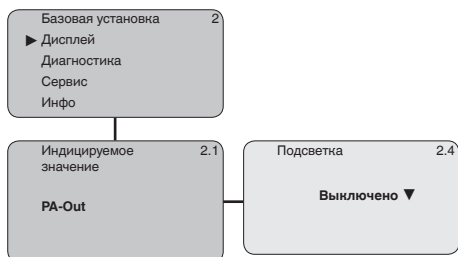 Базовая установка 2
▶ Дисплей
Диагностика
Сервис
Инфо
Индицируемое 2.1
значение
PA-Out
Подсветка 2.4
Выключено ▼